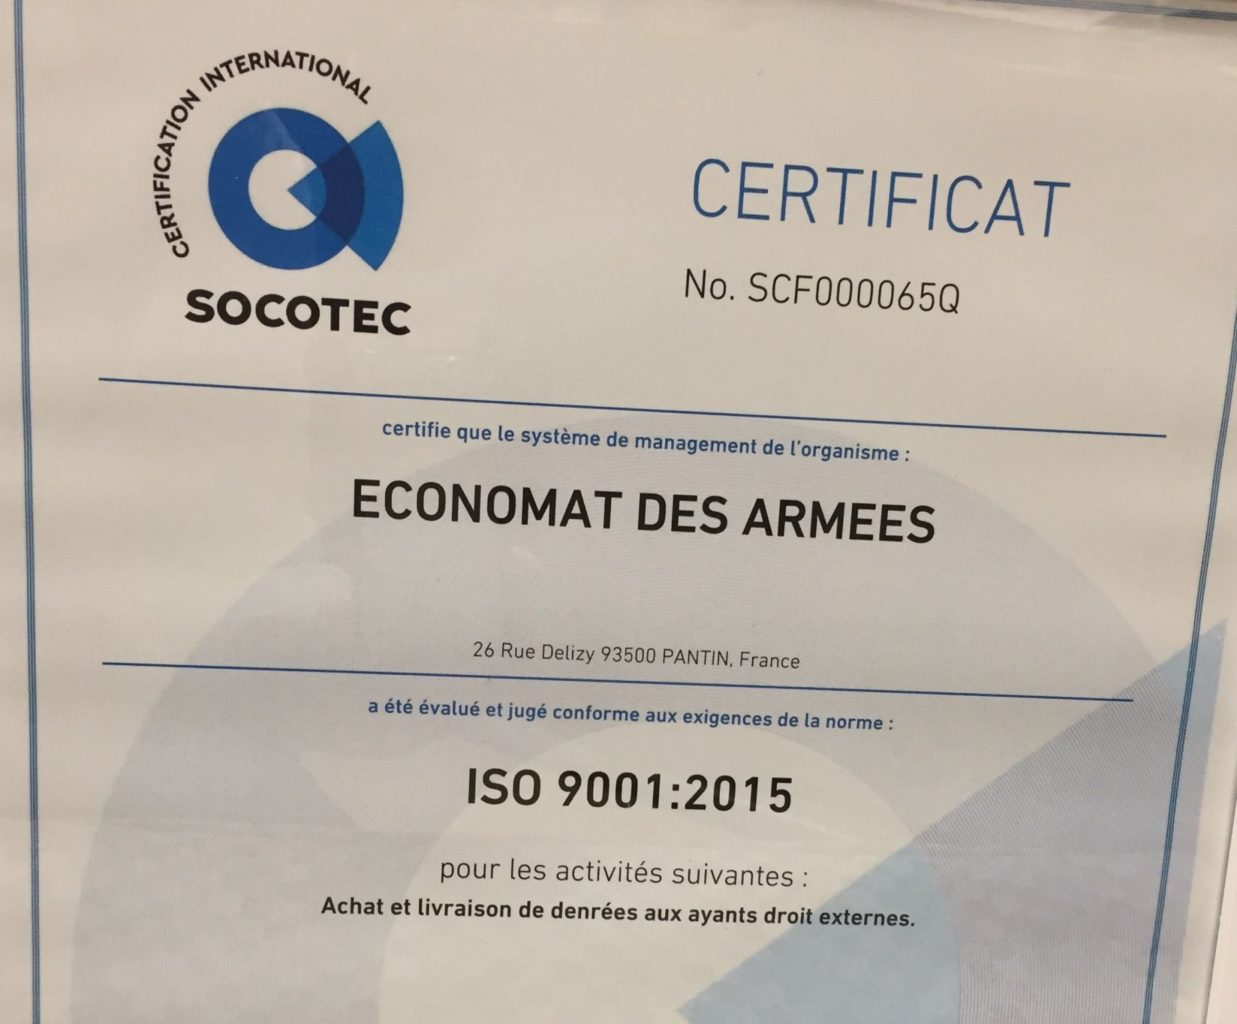 CERTIFICATION INTERNATIONAL
SOCOTEC
CERTIFICAT
No. SCF000065Q
certifie que le système de management de l'organisme :
ECONOMAT DES ARMEES
26 Rue Delizy 93500 PANTIN, France
a été évalué et jugé conforme aux exigences de la norme :
ISO 9001:2015
pour les activités suivantes :
Achat et livraison de denrées aux ayants droit externes.